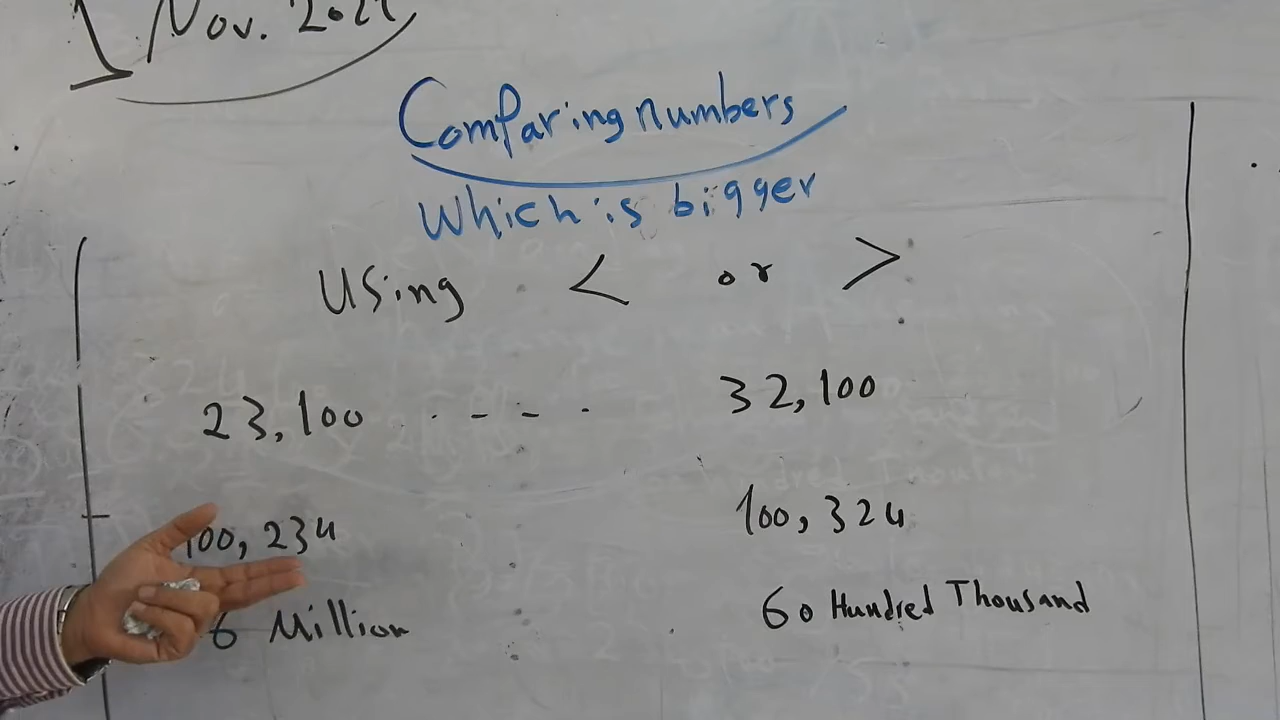 1 Nov.
Comparing numbers
Which is bigger
Using < or >
23,100 .--. 32,100
100,234 100,324
6 Million 60 Hundred Thousand